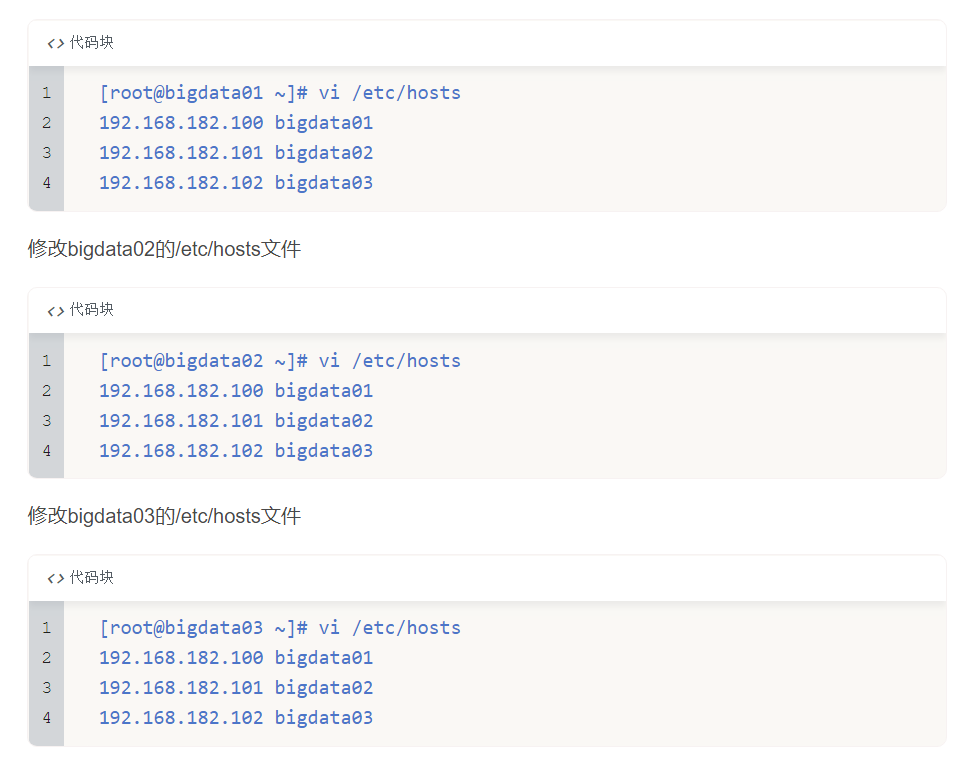 <> 代码块
1 [root@bigdata01 ~]# vi /etc/hosts
2 192.168.182.100 bigdata01
3 192.168.182.101 bigdata02
4 192.168.182.102 bigdata03
修改bigdata02的/etc/hosts文件
<> 代码块
1 [root@bigdata02 ~]# vi /etc/hosts
2 192.168.182.100 bigdata01
3 192.168.182.101 bigdata02
4 192.168.182.102 bigdata03
修改bigdata03的/etc/hosts文件
<> 代码块
1 [root@bigdata03 ~]# vi /etc/hosts
2 192.168.182.100 bigdata01
3 192.168.182.101 bigdata02
4 192.168.182.102 bigdata03